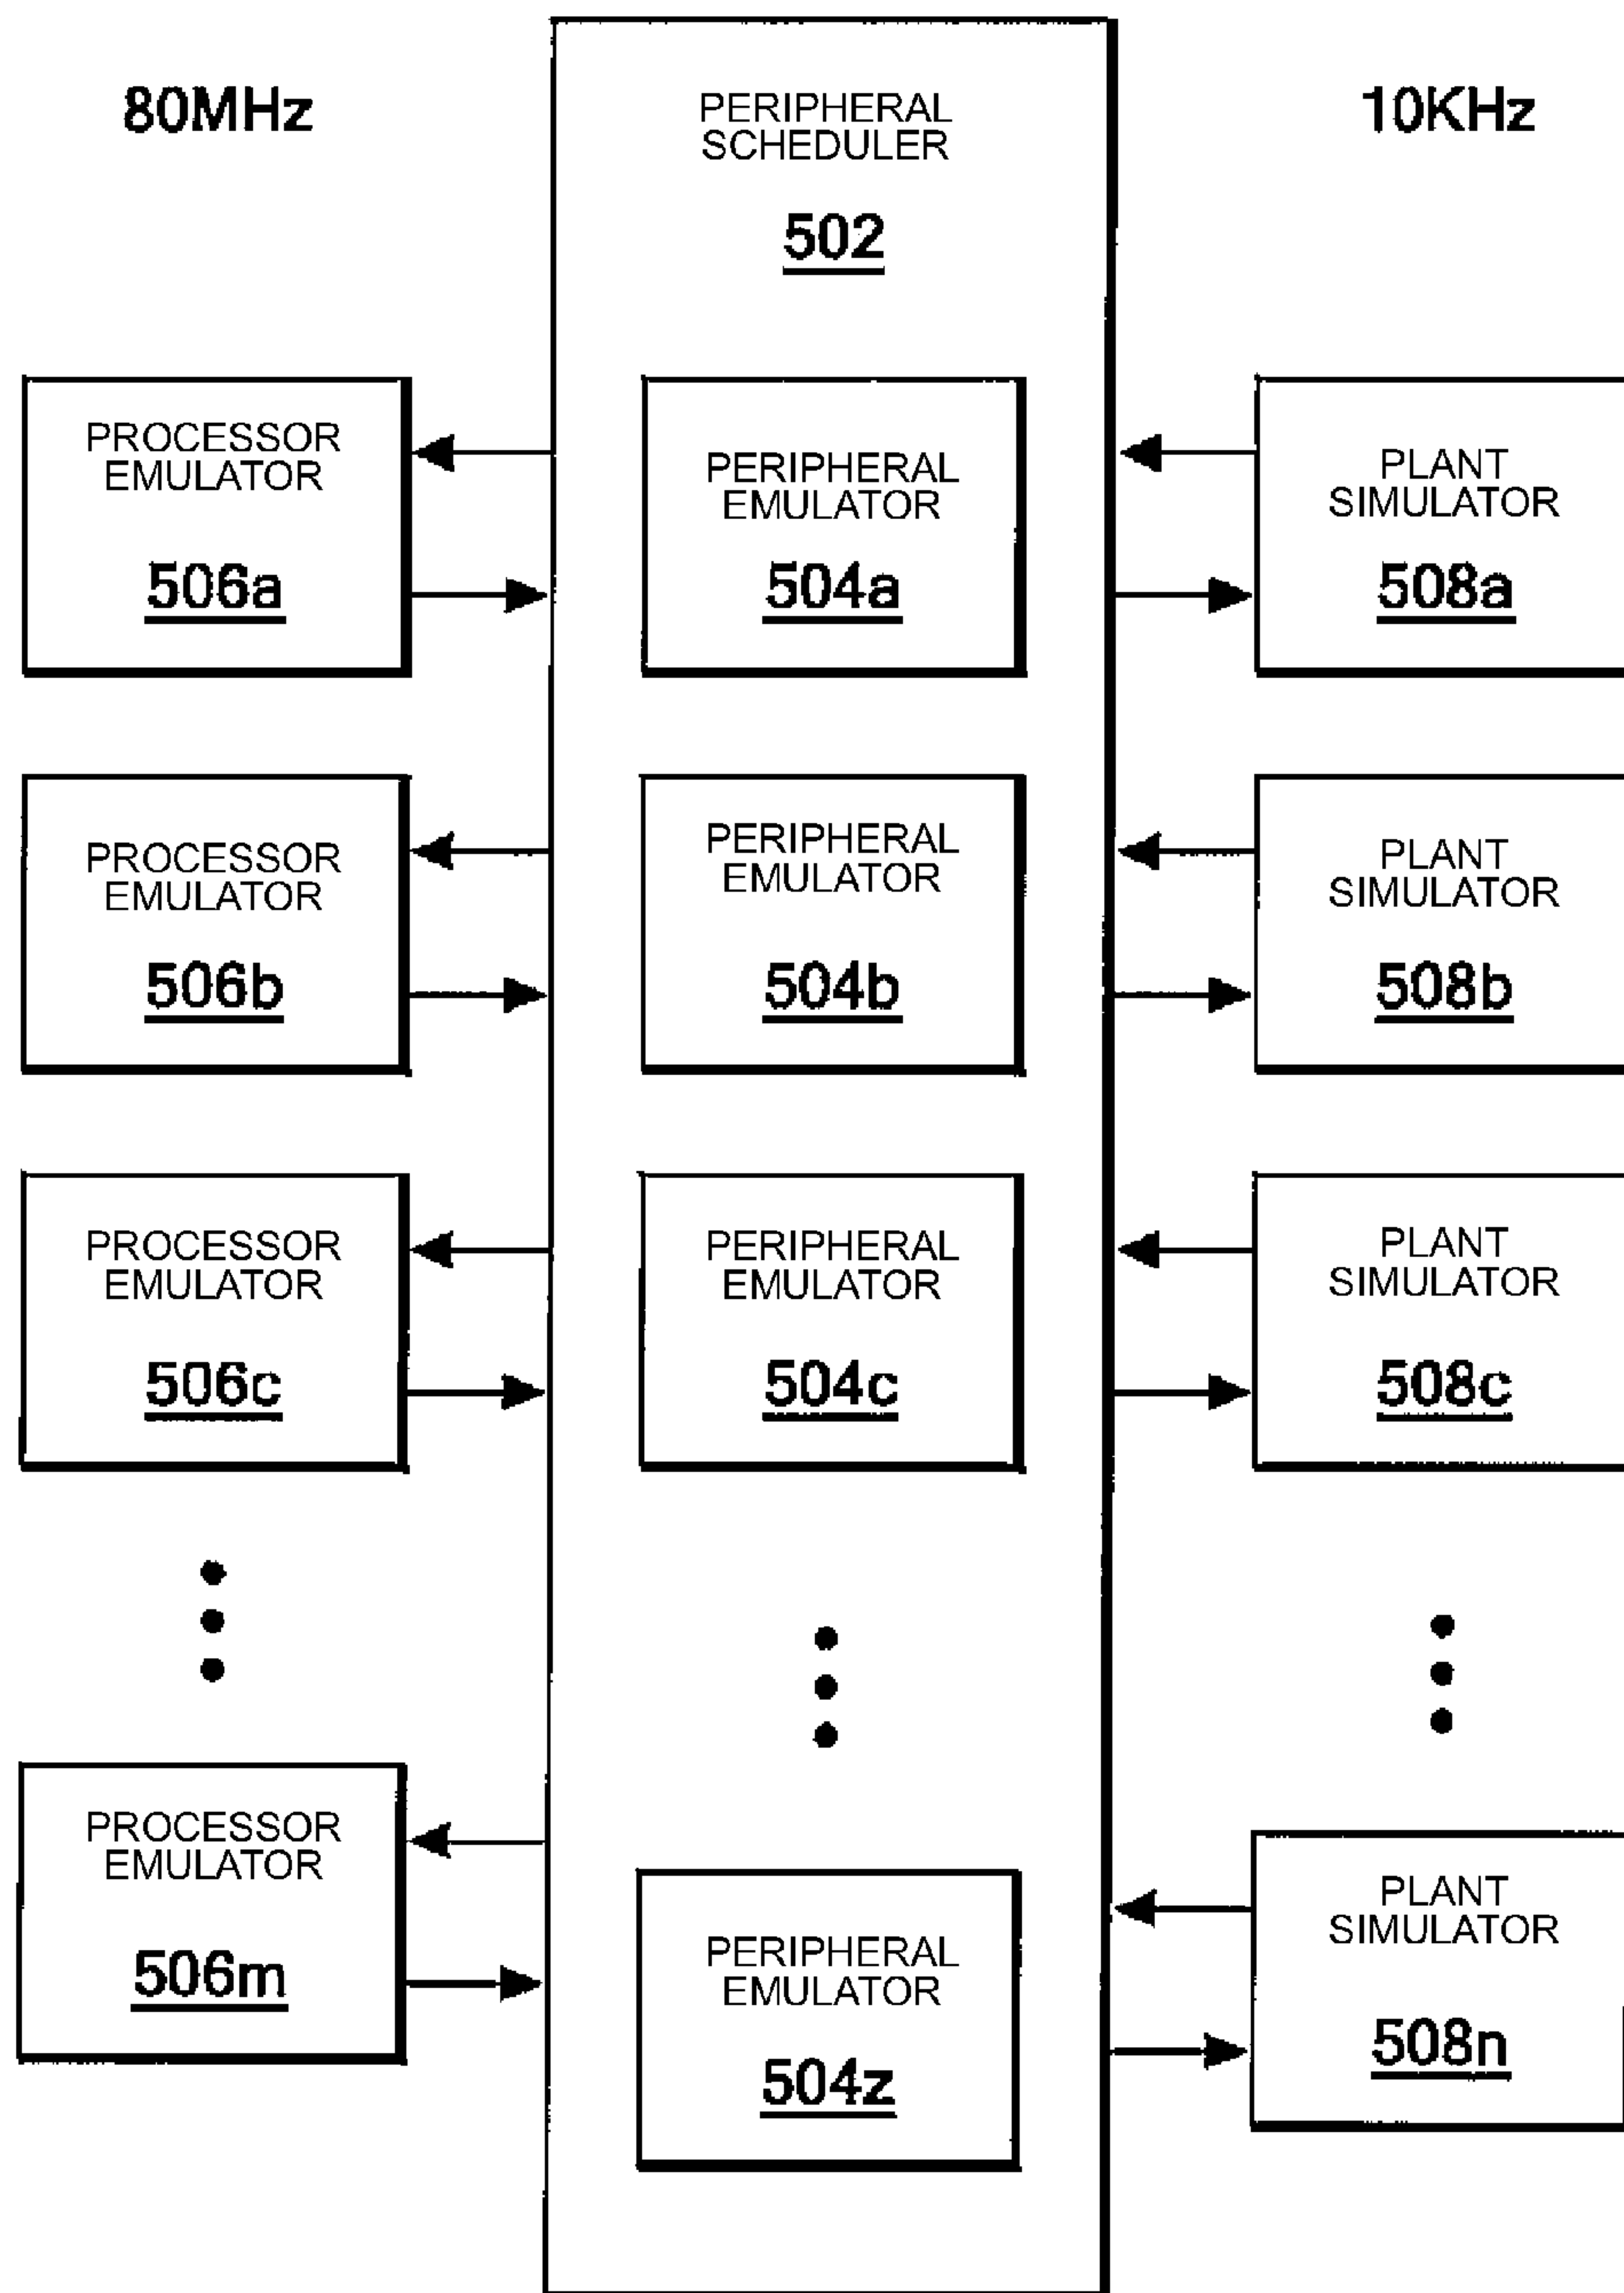 80MHz
PERIPHERAL
SCHEDULER
502
10KHz
PROCESSOR
EMULATOR
506a
PERIPHERAL
EMULATOR
504a
PLANT
SIMULATOR
508a
PROCESSOR
EMULATOR
506b
PERIPHERAL
EMULATOR
504b
PLANT
SIMULATOR
508b
PROCESSOR
EMULATOR
506c
PERIPHERAL
EMULATOR
504c
PLANT
SIMULATOR
508c
PROCESSOR
EMULATOR
506m
PERIPHERAL
EMULATOR
504z
PLANT
SIMULATOR
508n